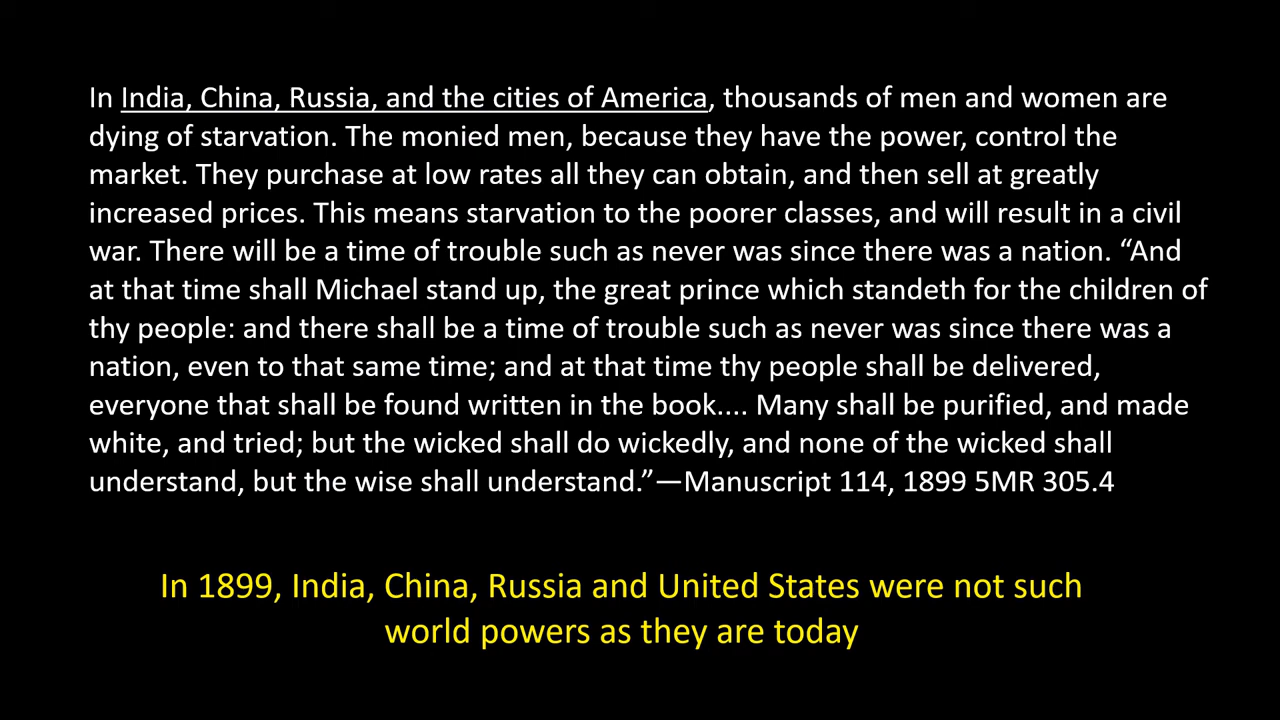 In India, China, Russia, and the cities of America, thousands of men and women are
dying of starvation. The monied men, because they have the power, control the
market. They purchase at low rates all they can obtain, and then sell at greatly
increased prices. This means starvation to the poorer classes, and will result in a civil
war. There will be a time of trouble such as never was since there was a nation. “And
at that time shall Michael stand up, the great prince which standeth for the children of
thy people: and there shall be a time of trouble such as never was since there was a
nation, even to that same time; and at that time thy people shall be delivered,
everyone that shall be found written in the book.... Many shall be purified, and made
white, and tried; but the wicked shall do wickedly, and none of the wicked shall
understand, but the wise shall understand.”—Manuscript 114, 1899 5MR 305.4
In 1899, India, China, Russia and United States were not such
world powers as they are today